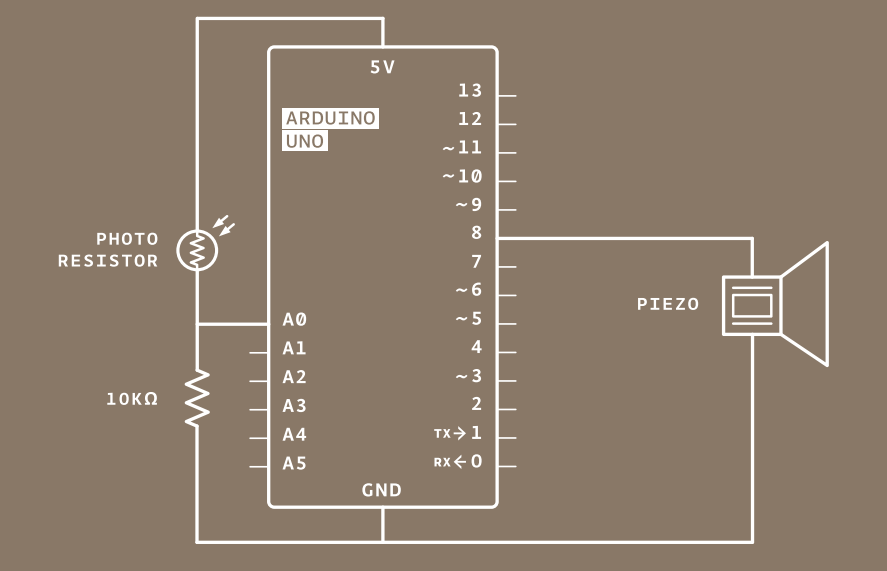 5V
ARDUINO
UNO
13
12
~11
~10
~9
8
7
~6
~5
4
~3
2
TX→1
RX←0
PHOTO
RESISTOR
A0
A1
A2
A3
A4
A5
10KΩ
GND
PIEZO